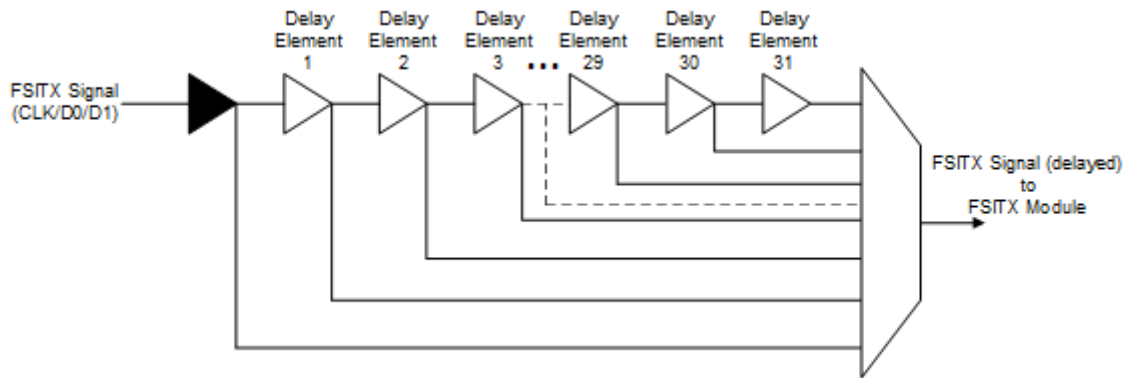 Delay
Element
1
Delay
Element
2
Delay
Element
3
...
Delay
Element
29
Delay
Element
30
Delay
Element
31
FSITX Signal
(CLK/D0/D1)
FSITX Signal (delayed)
to
FSITX Module